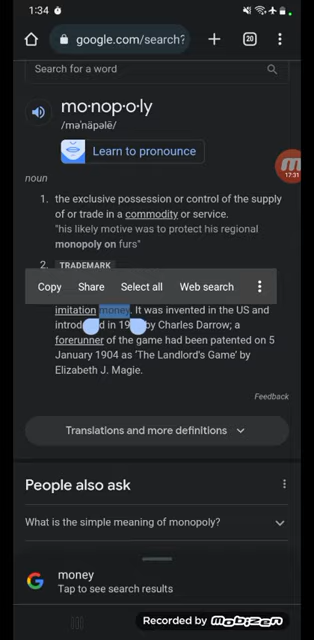 1:34
google.com/search?
20
Search for a word
mo·nop·o·ly
/məˈnäpəlē/
Learn to pronounce
17:31
noun
1. the exclusive possession or control of the supply
of or trade in a commodity or service.
"his likely motive was to protect his regional
monopoly on furs"
2. TRADEMARK
Copy Share Select all Web search
imitation money. It was invented in the US and
in 19 by Charles Darrow; a
forerunner of the game had been patented on 5
January 1904 as ‘The Landlord's Game’ by
Elizabeth J. Magie.
Feedback
Translations and more definitions
People also ask
What is the simple meaning of monopoly?
G money
Tap to see search results
Recorded by Mobizen